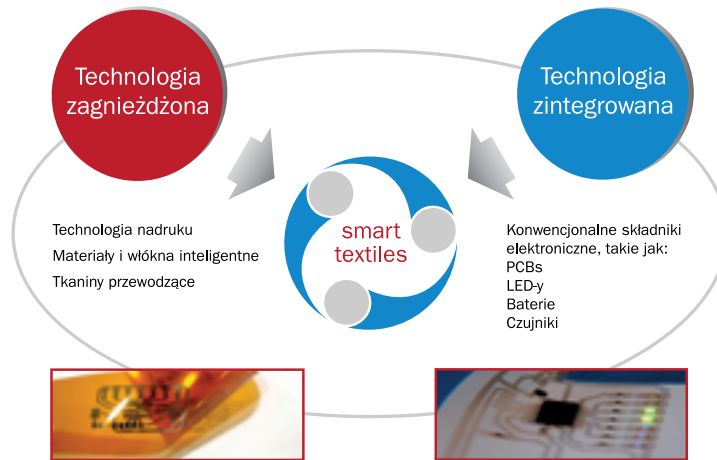 Technologia
zagnieżdżona
Technologia
zintegrowana
smart
textiles
Technologia nadruku
Materiały i włókna inteligentne
Tkaniny przewodzące
Konwencjonalne składniki
elektroniczne, takie jak:
PCBs
LED-y
Baterie
Czujniki